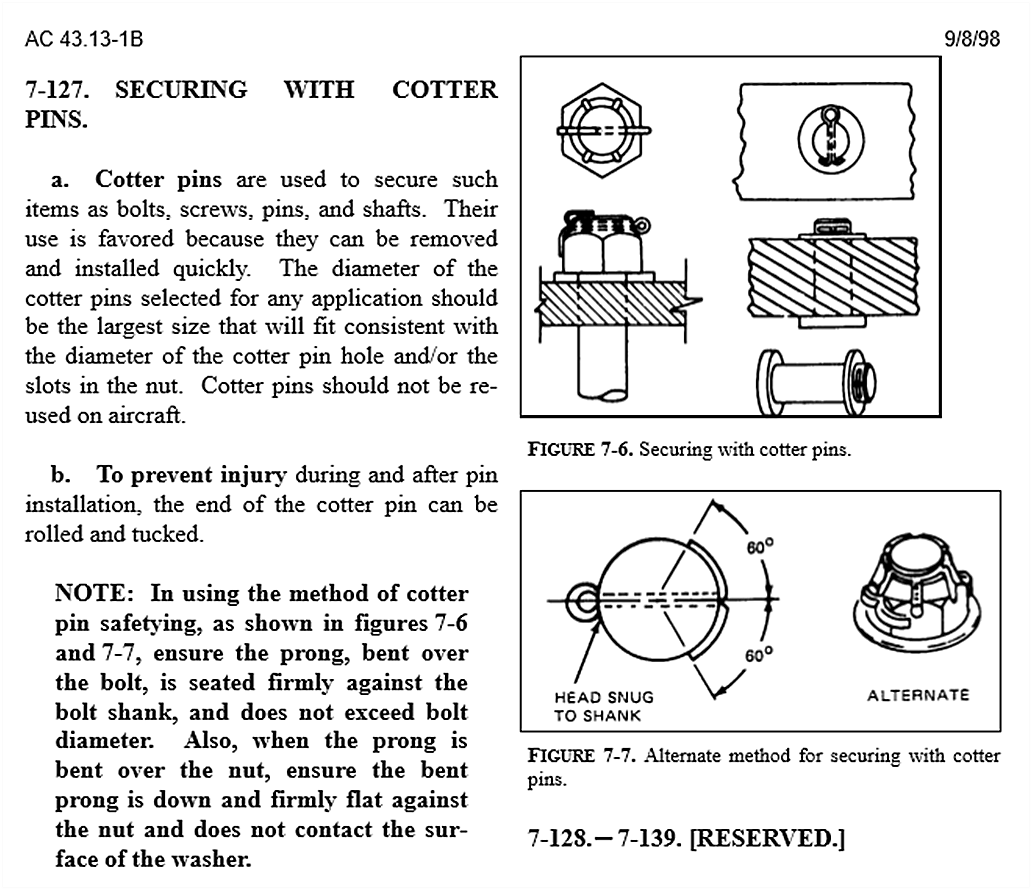 AC 43.13-1B
9/8/98
7-127. SECURING WITH COTTER
PINS.
a. Cotter pins are used to secure such
items as bolts, screws, pins, and shafts. Their
use is favored because they can be removed
and installed quickly. The diameter of the
cotter pins selected for any application should
be the largest size that will fit consistent with
the diameter of the cotter pin hole and/or the
slots in the nut. Cotter pins should not be re-
used on aircraft.
b. To prevent injury during and after pin
installation, the end of the cotter pin can be
rolled and tucked.
NOTE: In using the method of cotter
pin safetying, as shown in figures 7-6
and 7-7, ensure the prong, bent over
the bolt, is seated firmly against the
bolt shank, and does not exceed bolt
diameter. Also, when the prong is
bent over the nut, ensure the bent
prong is down and firmly flat against
the nut and does not contact the sur-
face of the washer.
FIGURE 7-6. Securing with cotter pins.
60°
60°
HEAD SNUG
TO SHANK
ALTERNATE
FIGURE 7-7. Alternate method for securing with cotter
pins.
7-128.—7-139. [RESERVED.]